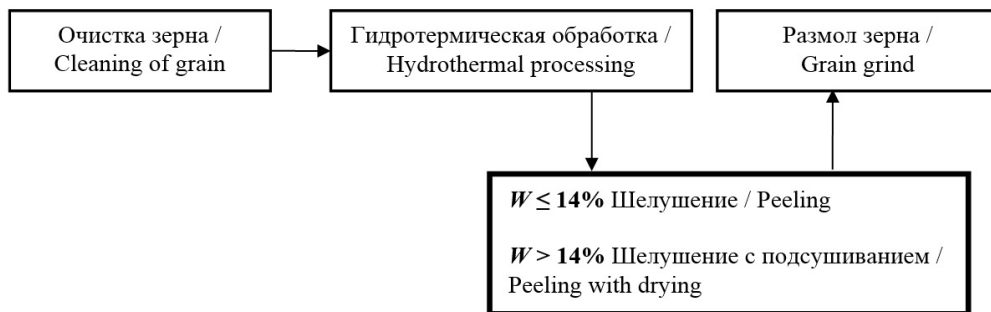 Очистка зерна /
Cleaning of grain
Гидротермическая обработка /
Hydrothermal processing
Размол зерна /
Grain grind
W ≤ 14% Шелушение / Peeling
W > 14% Шелушение с подсушиванием /
Peeling with drying